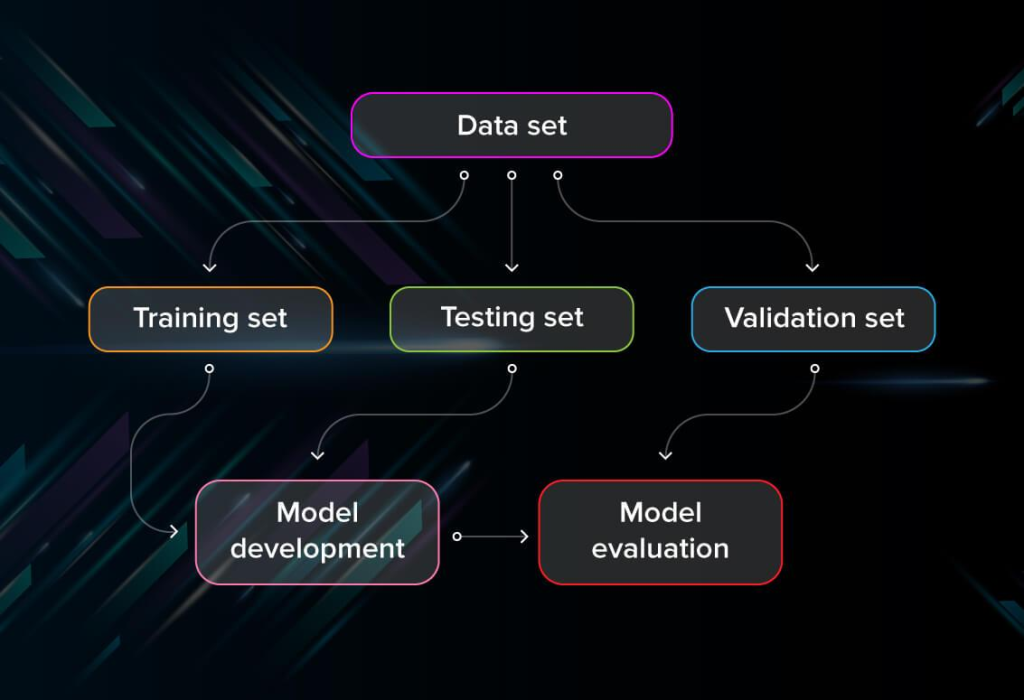 Data set
Training set
Testing set
Validation set
Model
development
Model
evaluation